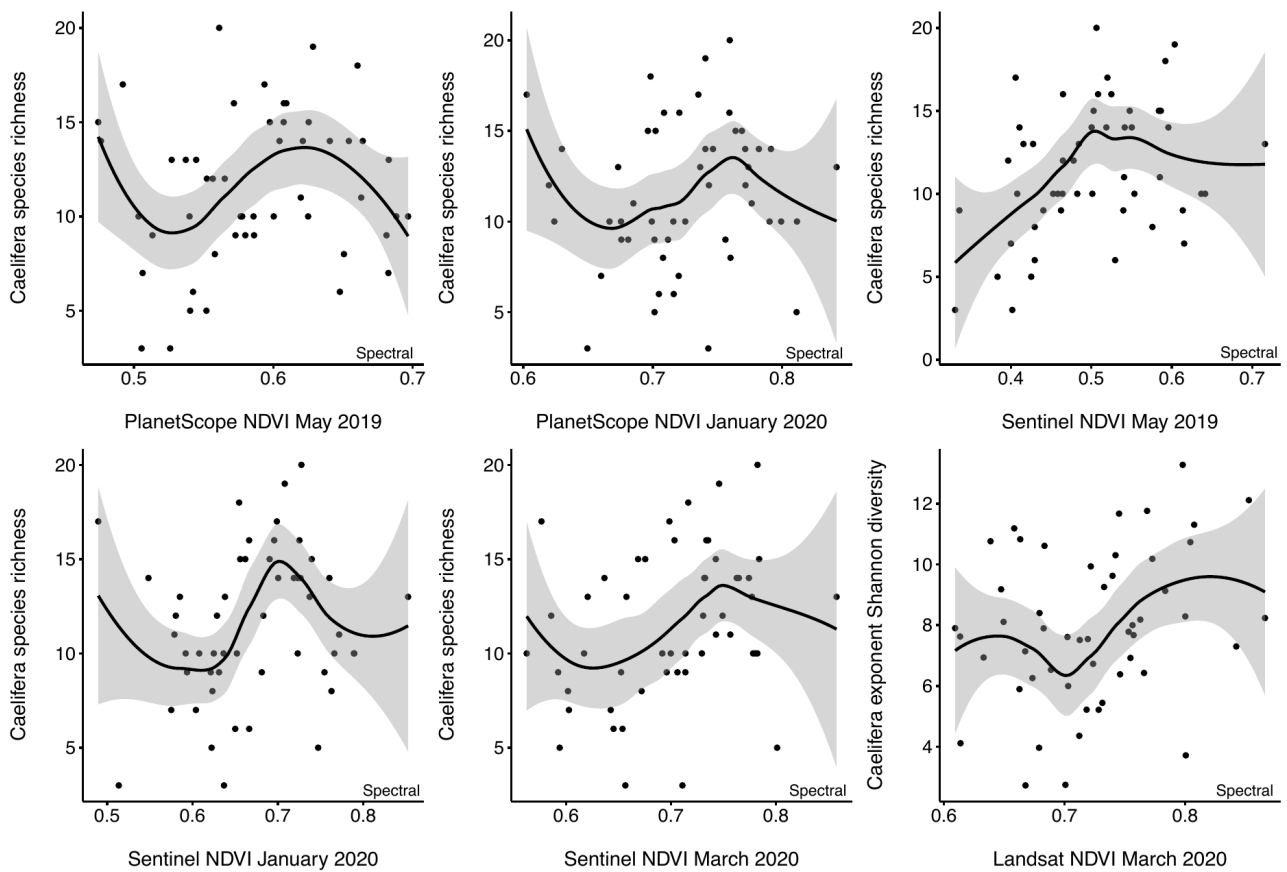 Caelifera species richness
20
15
10
5
Spectral
0.5 0.6 0.7
PlanetScope NDVI May 2019
Caelifera species richness
20
15
10
5
Spectral
0.6 0.7 0.8
PlanetScope NDVI January 2020
Caelifera species richness
20
15
10
5
0
Spectral
0.4 0.5 0.6 0.7
Sentinel NDVI May 2019
Caelifera species richness
20
15
10
5
Spectral
0.5 0.6 0.7 0.8
Sentinel NDVI January 2020
Caelifera species richness
20
15
10
5
Spectral
0.6 0.7 0.8
Sentinel NDVI March 2020
Caelifera exponent Shannon diversity
12
10
8
6
4
Spectral
0.6 0.7 0.8
Landsat NDVI March 2020